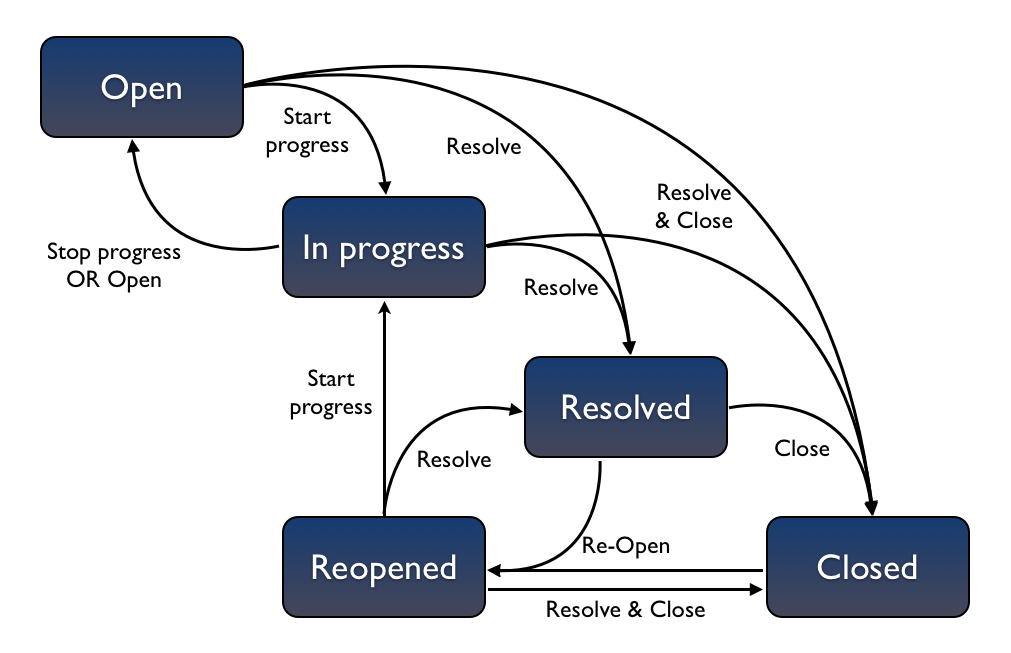 Open
Start
progress
Resolve
Resolve
& Close
In progress
Stop progress
OR Open
Resolve
Start
progress
Resolved
Resolve
Close
Re-Open
Reopened
Closed
Resolve & Close